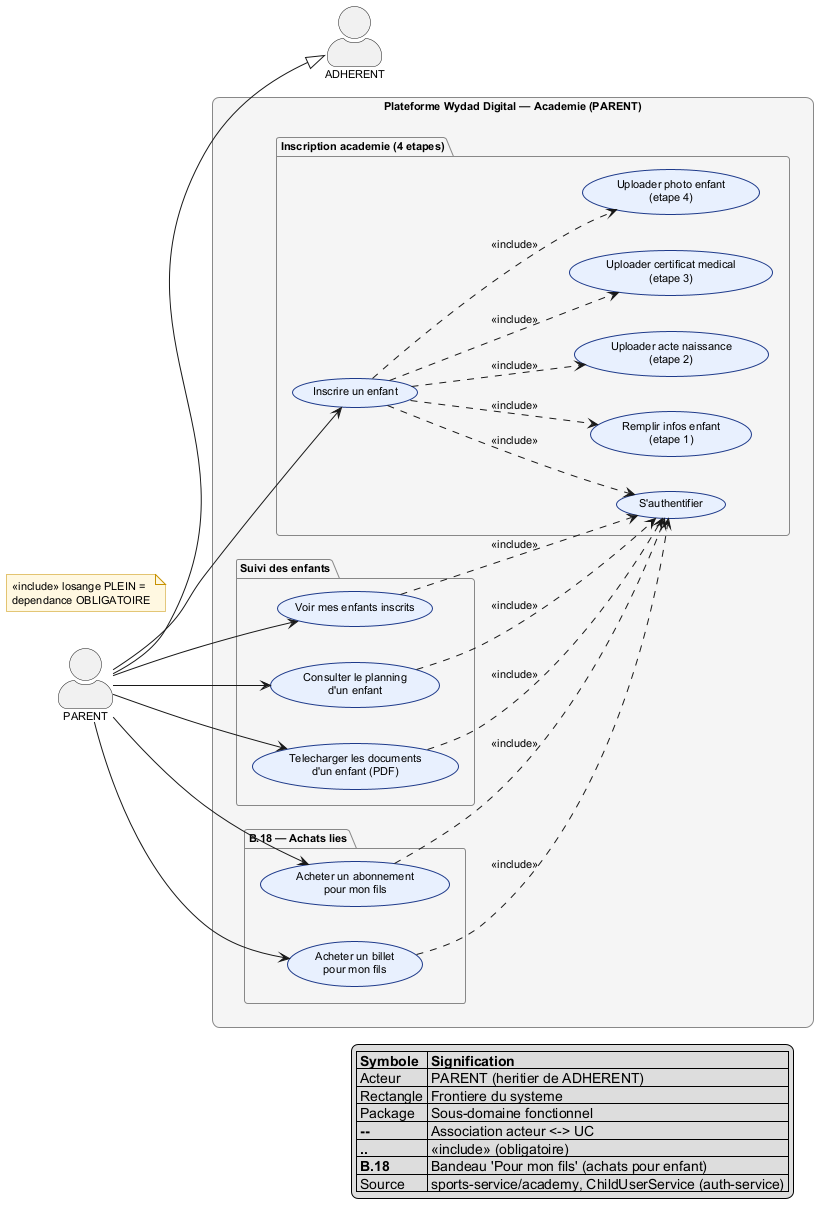 ADHERENT
Plateforme Wydad Digital — Academie (PARENT)
Inscription academie (4 etapes)
Uploader photo enfant
(etape 4)
«include»
Uploader certificat medical
(etape 3)
«include»
Uploader acte naissance
(etape 2)
«include»
Inscrire un enfant
«include»
Remplir infos enfant
(etape 1)
«include»
S'authentifier
«include»
Suivi des enfants
«include» losange PLEIN =
dependance OBLIGATOIRE
Voir mes enfants inscrits
«include»
Consulter le planning
d'un enfant
«include»
PARENT
Telecharger les documents
d'un enfant (PDF)
«include»
B.18 — Achats lies
Acheter un abonnement
pour mon fils
«include»
Acheter un billet
pour mon fils
Symbole Signification
Acteur PARENT (heritier de ADHERENT)
Rectangle Frontiere du systeme
Package Sous-domaine fonctionnel
-- Association acteur <-> UC
.. «include» (obligatoire)
B.18 Bandeau 'Pour mon fils' (achats pour enfant)
Source sports-service/academy, ChildUserService (auth-service)